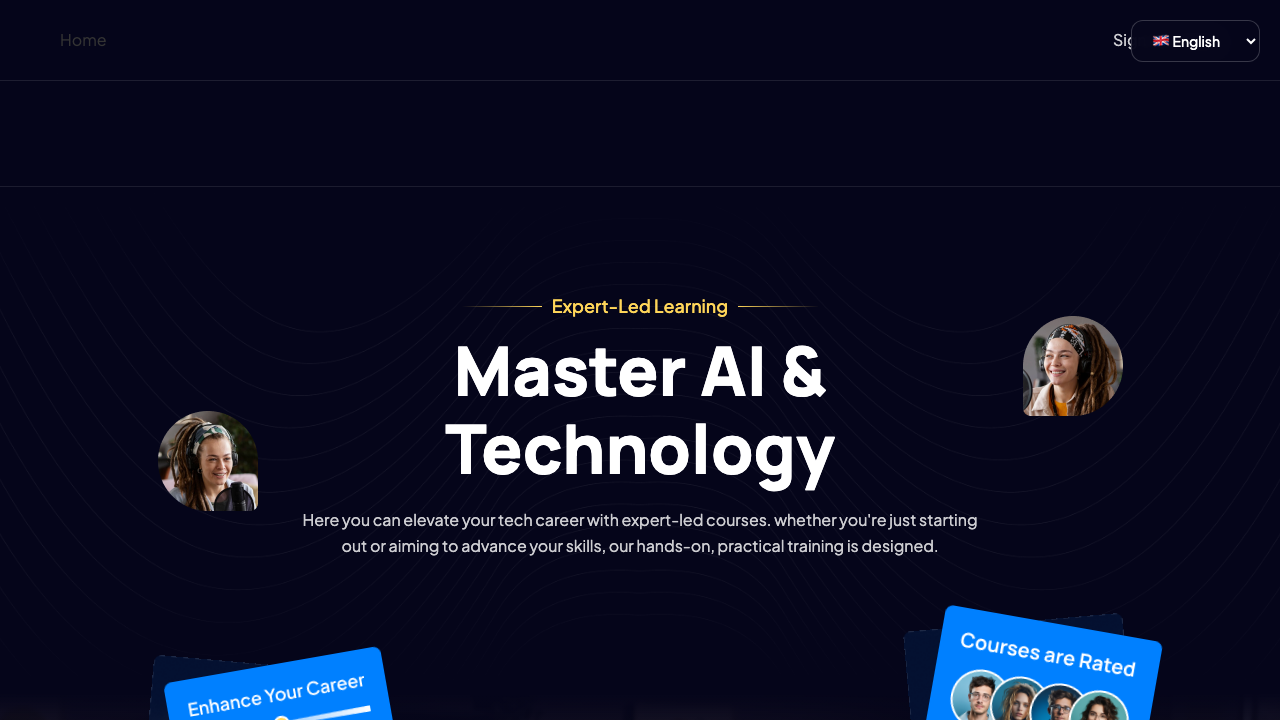 Home
English
Expert-Led Learning
Master AI &
Technology
Here you can elevate your tech career with expert-led courses. whether you're just starting
out or aiming to advance your skills, our hands-on, practical training is designed.
Courses are Rated
Enhance Your Career